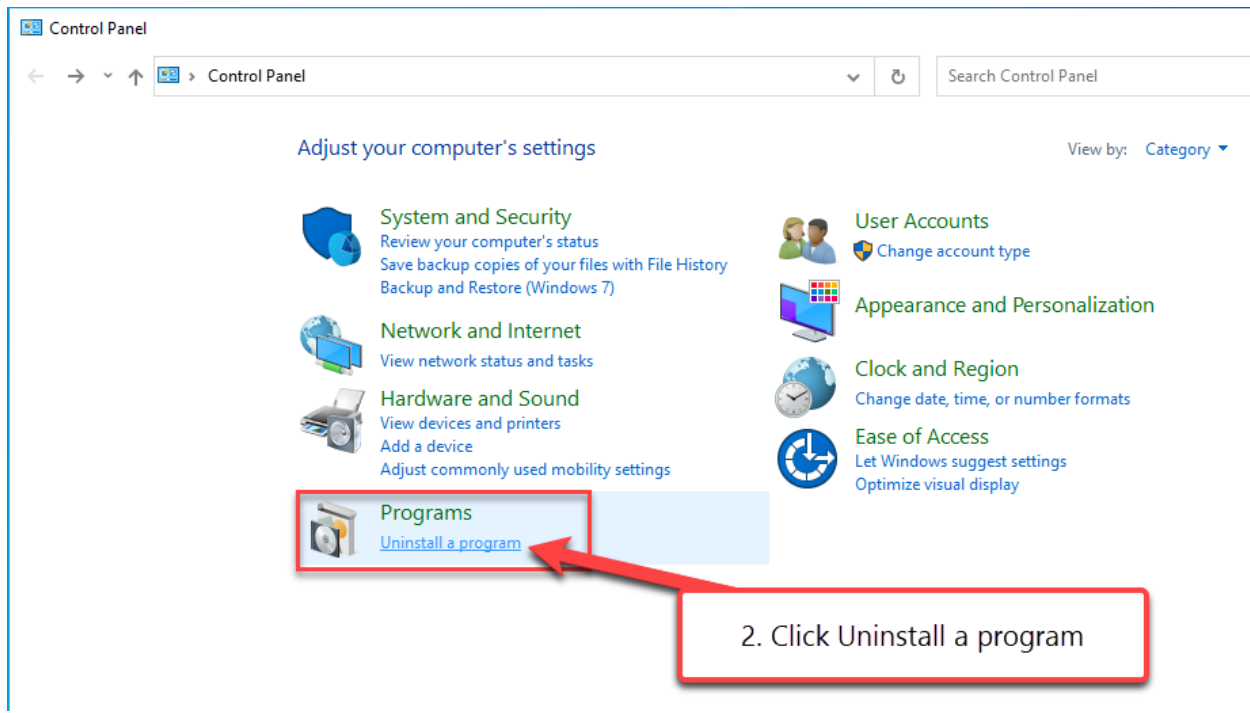 Control Panel
Control Panel
Search Control Panel
Adjust your computer's settings
View by: Category
System and Security
Review your computer's status
Save backup copies of your files with File History
Backup and Restore (Windows 7)
Network and Internet
View network status and tasks
Hardware and Sound
View devices and printers
Add a device
Adjust commonly used mobility settings
Programs
Uninstall a program
User Accounts
Change account type
Appearance and Personalization
Clock and Region
Change date, time, or number formats
Ease of Access
Let Windows suggest settings
Optimize visual display
2. Click Uninstall a program